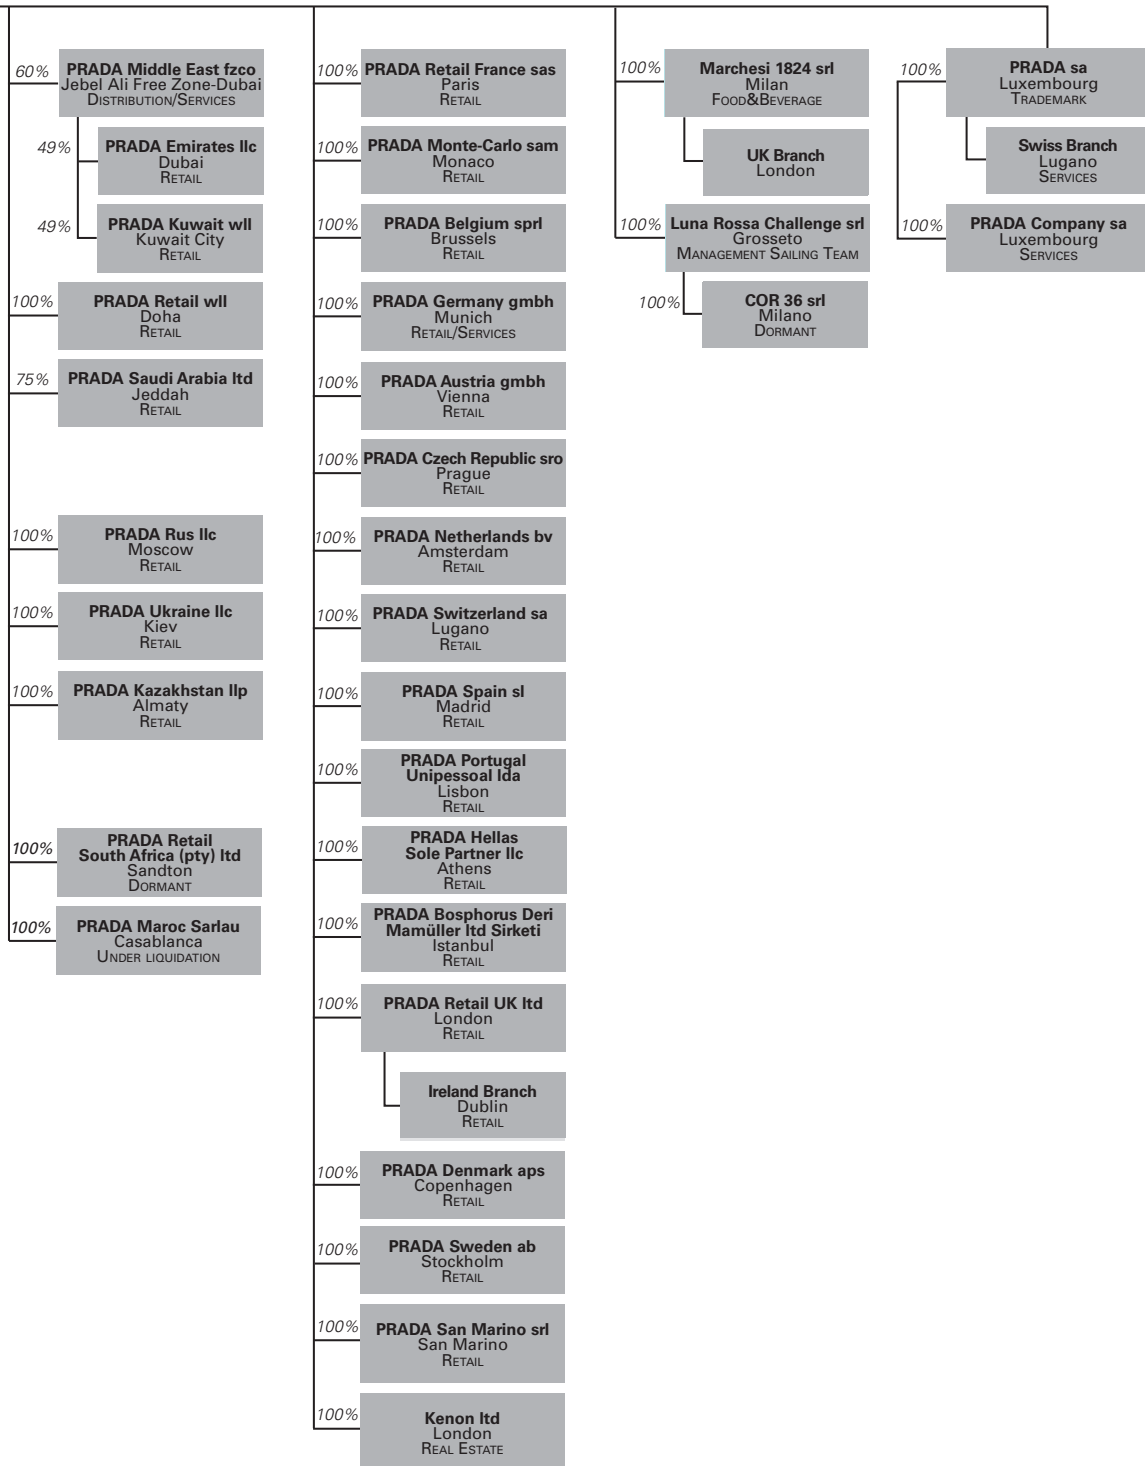 60%
PRADA Middle East fzco
Jebel Ali Free Zone-Dubai
DISTRIBUTION/SERVICES
49%
PRADA Emirates llc
Dubai
RETAIL
49%
PRADA Kuwait wll
Kuwait City
RETAIL
100%
PRADA Retail wll
Doha
RETAIL
75%
PRADA Saudi Arabia ltd
Jeddah
RETAIL
100%
PRADA Rus llc
Moscow
RETAIL
100%
PRADA Ukraine llc
Kiev
RETAIL
100%
PRADA Kazakhstan llp
Almaty
RETAIL
100%
PRADA Retail
South Africa (pty) ltd
Sandton
DORMANT
100%
PRADA Maroc Sarlau
Casablanca
UNDER LIQUIDATION
100%
PRADA Retail France sas
Paris
RETAIL
100%
PRADA Monte-Carlo sam
Monaco
RETAIL
100%
PRADA Belgium sprl
Brussels
RETAIL
100%
PRADA Germany gmbh
Munich
RETAIL/SERVICES
100%
PRADA Austria gmbh
Vienna
RETAIL
100%
PRADA Czech Republic sro
Prague
RETAIL
100%
PRADA Netherlands bv
Amsterdam
RETAIL
100%
PRADA Switzerland sa
Lugano
RETAIL
100%
PRADA Spain sl
Madrid
RETAIL
100%
PRADA Portugal
Unipessoal lda
Lisbon
RETAIL
100%
PRADA Hellas
Sole Partner llc
Athens
RETAIL
100%
PRADA Bosphorus Deri
Mamüller ltd Sirketi
Istanbul
RETAIL
100%
PRADA Retail UK ltd
London
RETAIL
Ireland Branch
Dublin
RETAIL
100%
PRADA Denmark aps
Copenhagen
RETAIL
100%
PRADA Sweden ab
Stockholm
RETAIL
100%
PRADA San Marino srl
San Marino
RETAIL
100%
Kenon ltd
London
REAL ESTATE
100%
Marchesi 1824 srl
Milan
FOOD&BEVERAGE
UK Branch
London
100%
Luna Rossa Challenge srl
Grosseto
MANAGEMENT SAILING TEAM
100%
COR 36 srl
Milano
DORMANT
100%
PRADA sa
Luxembourg
TRADEMARK
Swiss Branch
Lugano
SERVICES
100%
PRADA Company sa
Luxembourg
SERVICES